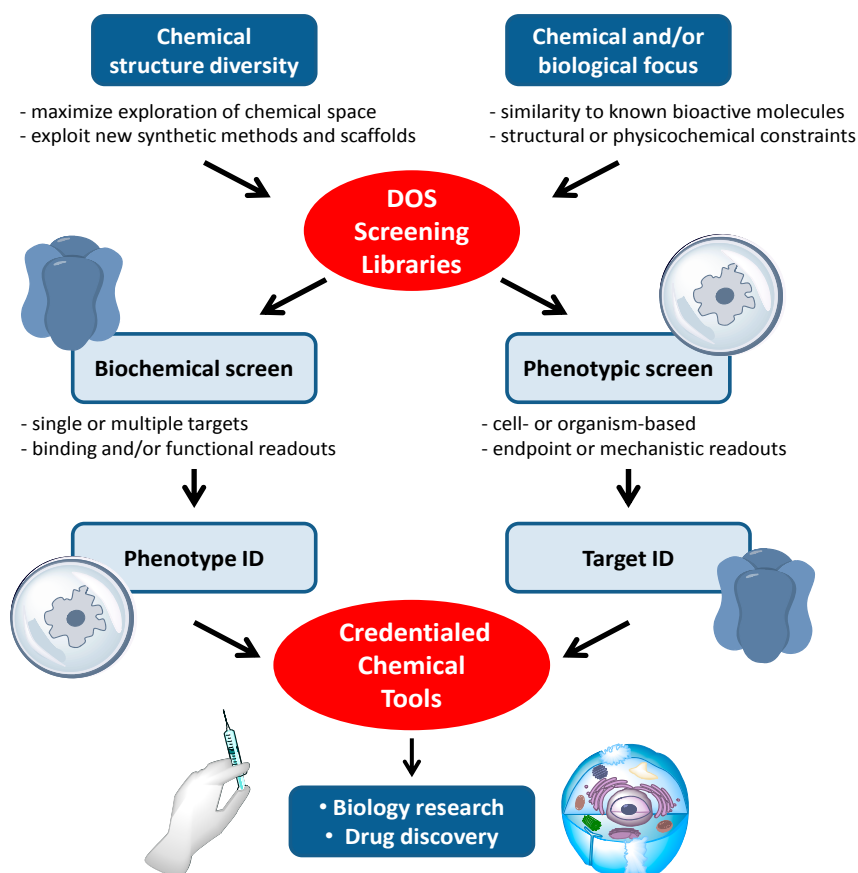 Chemical
structure diversity
Chemical and/or
biological focus
- maximize exploration of chemical space
- exploit new synthetic methods and scaffolds
- similarity to known bioactive molecules
- structural or physicochemical constraints
DOS
Screening
Libraries
Biochemical screen
Phenotypic screen
- single or multiple targets
- binding and/or functional readouts
- cell- or organism-based
- endpoint or mechanistic readouts
Phenotype ID
Target ID
Credentialed
Chemical
Tools
• Biology research
• Drug discovery